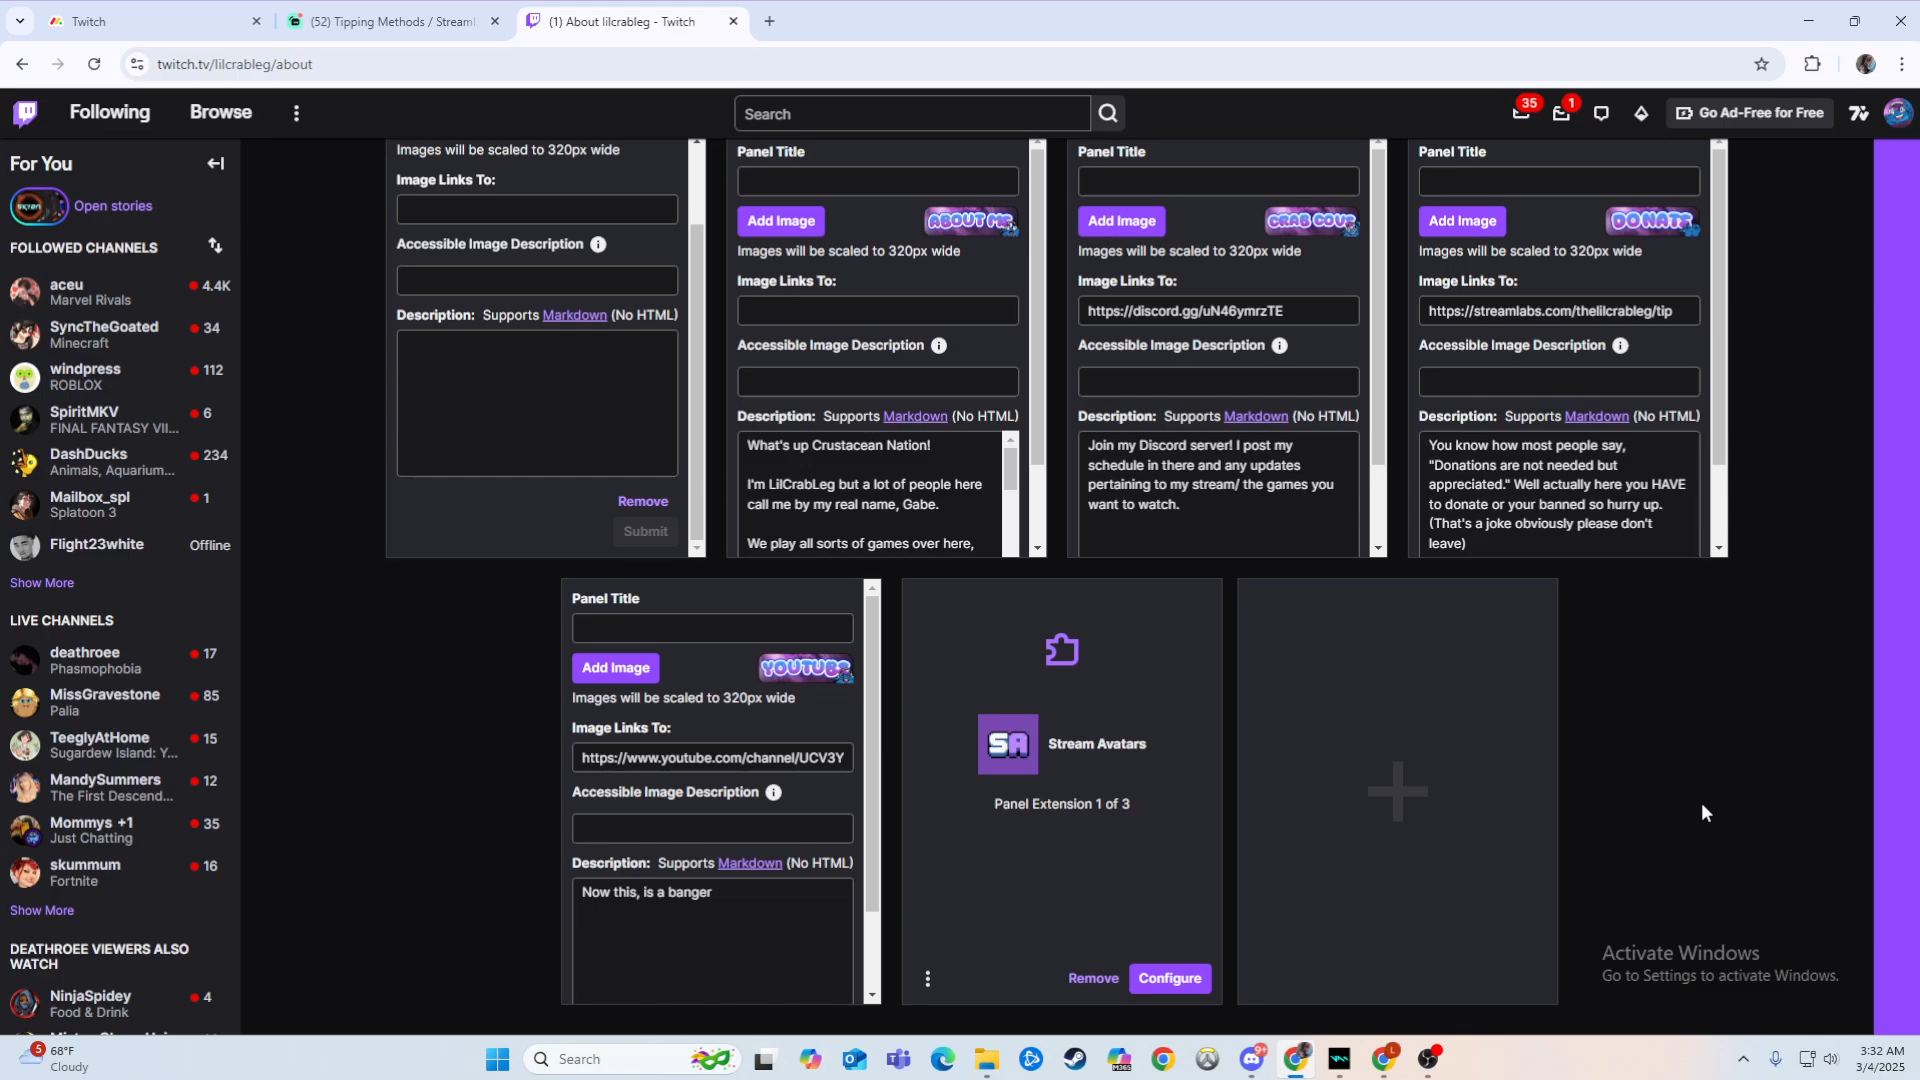 Twitch
(52) Tipping Methods / Streaml
(1) About lilcrableg - Twitch
twitch.tv/lilcrableg/about
Following
Browse
Search
35
1
Go Ad-Free for Free
For You
Open stories
FOLLOWED CHANNELS
aceu
4.4K
Marvel Rivals
SyncTheGoated
34
Minecraft
windpress
112
ROBLOX
SpiritMKV
6
FINAL FANTASY VII...
DashDucks
234
Animals, Aquarium...
Mailbox_spl
1
Splatoon 3
Flight23white
Offline
Show More
LIVE CHANNELS
deathroee
17
Phasmophobia
MissGravestone
85
Palia
TeeglyAtHome
15
Sugardew Island: Y...
MandySummers
12
The First Descend...
Mommys +1
35
Just Chatting
skummum
16
Fortnite
Show More
DEATHROEE VIEWERS ALSO
WATCH
NinjaSpidey
4
Food & Drink
Images will be scaled to 320px wide
Image Links To:
Accessible Image Description
Description: Supports Markdown (No HTML)
Remove
Submit
Panel Title
Add Image
ABOUT ME
Images will be scaled to 320px wide
Image Links To:
Accessible Image Description
Description: Supports Markdown (No HTML)
What's up Crustacean Nation!
I'm LilCrabLeg but a lot of people here
call me by my real name, Gabe.
We play all sorts of games over here,
Panel Title
Add Image
CRAB COVE
Images will be scaled to 320px wide
Image Links To:
https://discord.gg/uN46ymrzTE
Accessible Image Description
Description: Supports Markdown (No HTML)
Join my Discord server! I post my
schedule in there and any updates
pertaining to my stream/ the games you
want to watch.
Panel Title
Add Image
DONATE
Images will be scaled to 320px wide
Image Links To:
https://streamlabs.com/thelilcrableg/tip
Accessible Image Description
Description: Supports Markdown (No HTML)
You know how most people say,
"Donations are not needed but
appreciated." Well actually here you HAVE
to donate or your banned so hurry up.
(That's a joke obviously please don't
leave)
Panel Title
Add Image
YOUTUBE
Images will be scaled to 320px wide
Image Links To:
https://www.youtube.com/channel/UCV3Y
Accessible Image Description
Description: Supports Markdown (No HTML)
Now this, is a banger
SA
Stream Avatars
Panel Extension 1 of 3
Remove
Configure
Activate Windows
Go to Settings to activate Windows.
5
68°F
Cloudy
Search
M365
9+
L
3:32 AM
3/4/2025